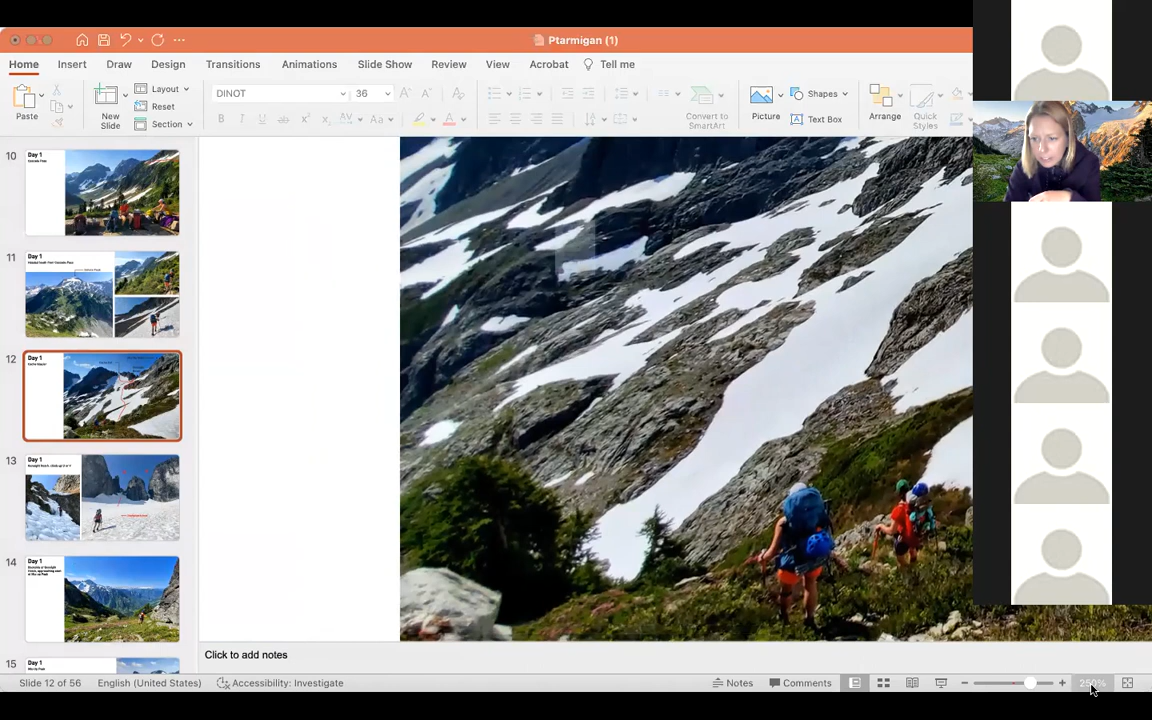 Ptarmigan (1)
Home Insert Draw Design Transitions Animations Slide Show Review View Acrobat Tell me
Paste
New Slide
Layout
Reset
Section
DINOT 36
Convert to SmartArt
Picture
Shapes
Text Box
Arrange
Quick Styles
10
Day 1
11
Day 1
12
Day 1
13
Day 1
14
Day 1
15
Day 1
Click to add notes
Slide 12 of 56 English (United States) Accessibility: Investigate Notes Comments 250%